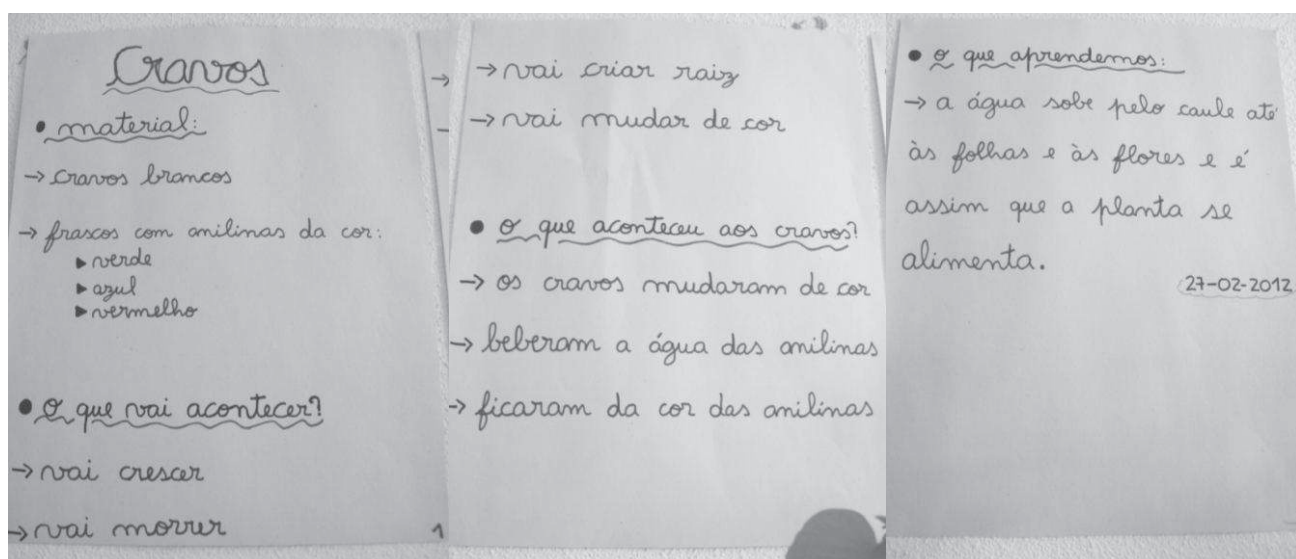 Cravos
• material:
→ cravos brancos
→ frascos com anilinas da cor:
▶ verde
▶ azul
▶ vermelho
• O que vai acontecer?
→ vai crescer
→ vai morrer
1
→ vai criar raiz
→ vai mudar de cor
• O que aconteceu aos cravos?
→ os cravos mudaram de cor
→ beberam a água das anilinas
→ ficaram da cor das anilinas
• O que aprendemos:
→ a água sobe pelo caule até
às folhas e às flores e é
assim que a planta se
alimenta.
27-02-2012